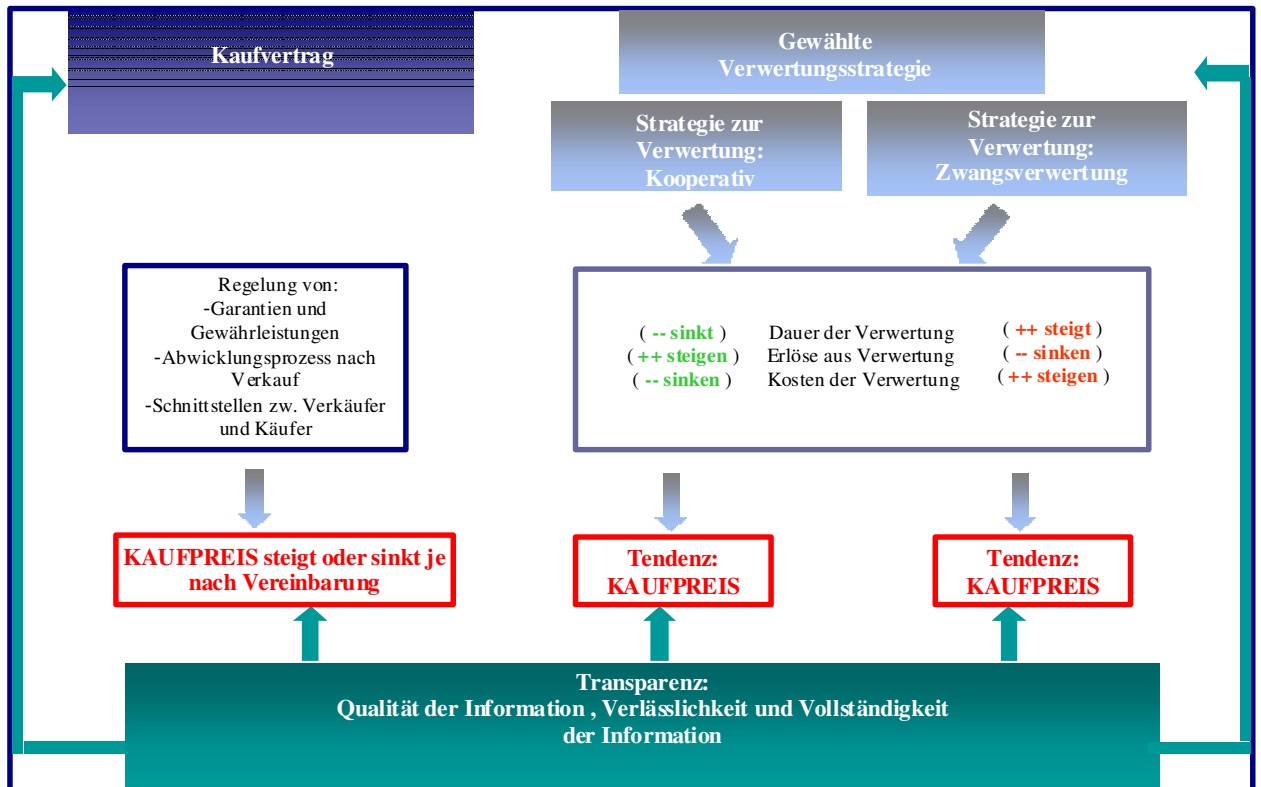 Kaufvertrag
Gewählte
Verwertungsstrategie
Strategie zur
Verwertung:
Kooperativ
Strategie zur
Verwertung:
Zwangsverwertung
Regelung von:
-Garantien und
Gewährleistungen
-Abwicklungsprozess nach
Verkauf
-Schnittstellen zw. Verkäufer
und Käufer
( -- sinkt ) Dauer der Verwertung ( ++ steigt )
( ++ steigen ) Erlöse aus Verwertung ( -- sinken )
( -- sinken ) Kosten der Verwertung ( ++ steigen )
KAUFPREIS steigt oder sinkt je
nach Vereinbarung
Tendenz:
KAUFPREIS
Tendenz:
KAUFPREIS
Transparenz:
Qualität der Information , Verlässlichkeit und Vollständigkeit
der Information